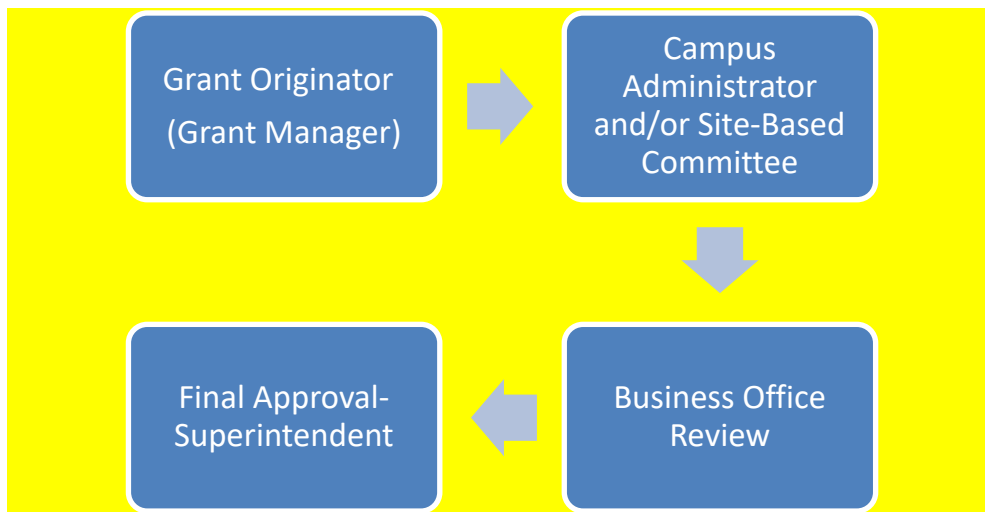 Grant Originator
(Grant Manager)
Campus
Administrator
and/or Site-Based
Committee
Business Office
Review
Final Approval-
Superintendent